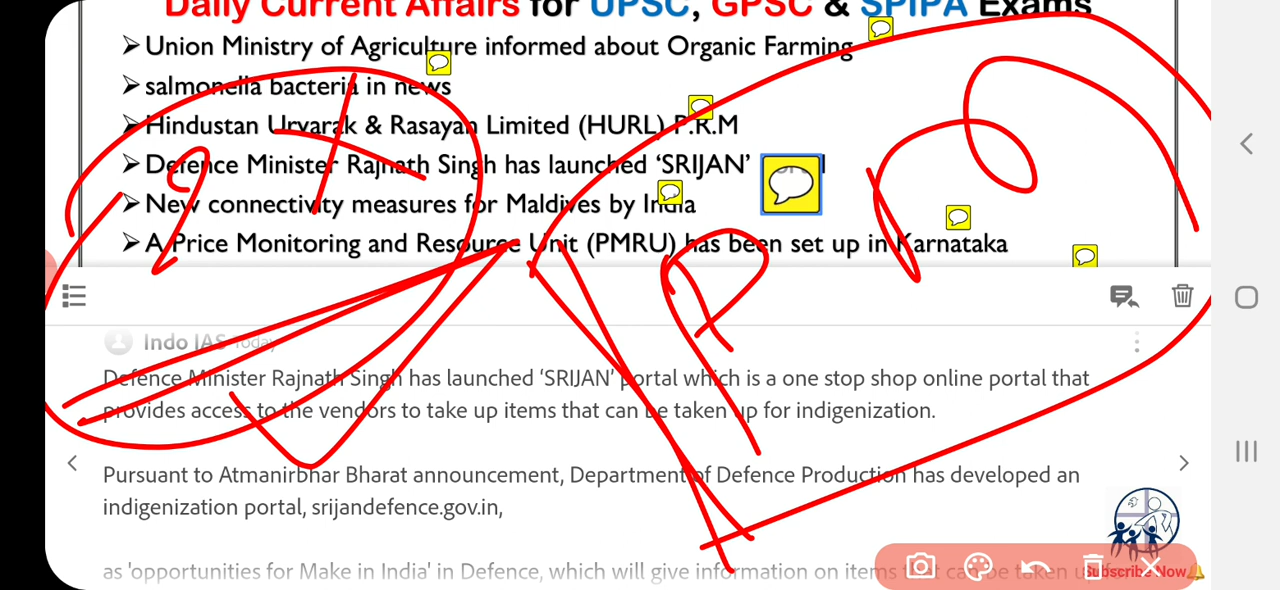 Daily Current Affairs for UPSC, GPSC & SPIPA Exams
➢Union Ministry of Agriculture informed about Organic Farming
➢salmonella bacteria in news
➢Hindustan Urvarak & Rasayan Limited (HURL) P.R.M
➢Defence Minister Rajnath Singh has launched ‘SRIJAN’
➢New connectivity measures for Maldives by India
➢A Price Monitoring and Resource Unit (PMRU) has been set up in Karnataka
Indo IAS Today
Defence Minister Rajnath Singh has launched ‘SRIJAN’ portal which is a one stop shop online portal that
provides access to the vendors to take up items that can be taken up for indigenization.
Pursuant to Atmanirbhar Bharat announcement, Department of Defence Production has developed an
indigenization portal, srijandefence.gov.in,
as 'opportunities for Make in India' in Defence, which will give information on items that can be taken
Subscribe Now